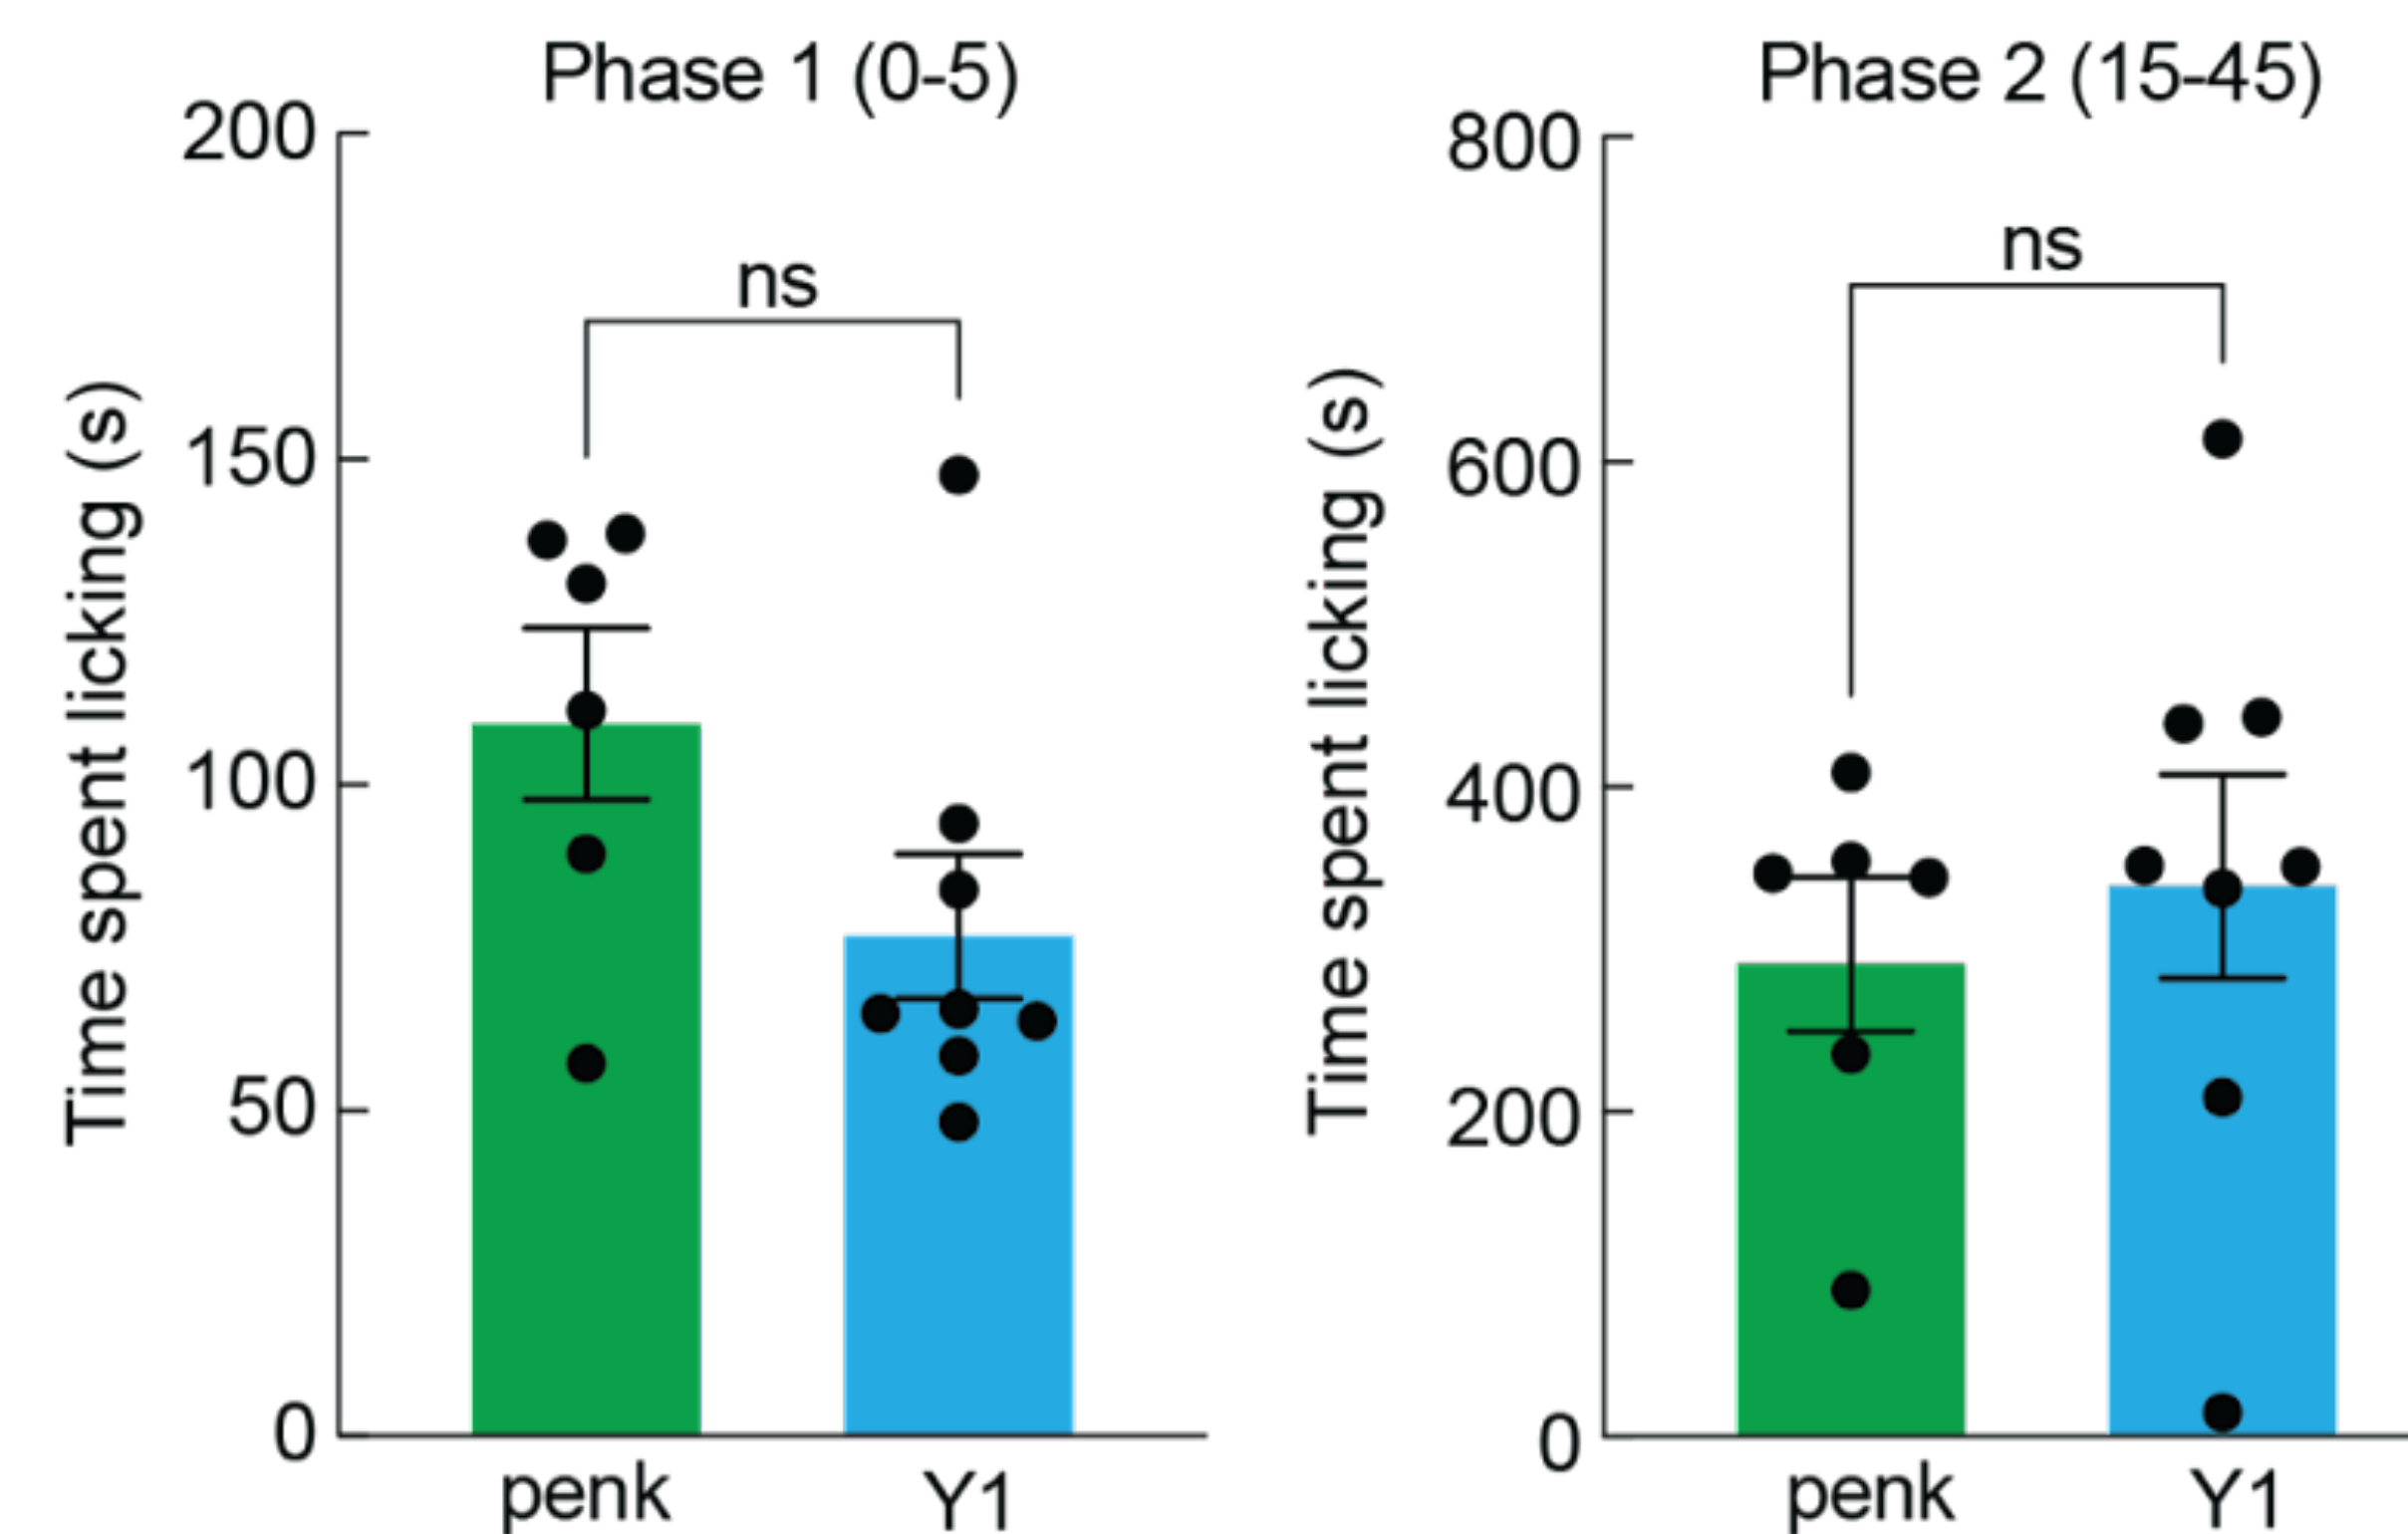 Phase 1 (0-5)
Time spent licking (s)
200
150
100
50
0
ns
penk
Y1
Phase 2 (15-45)
Time spent licking (s)
800
600
400
200
0
ns
penk
Y1